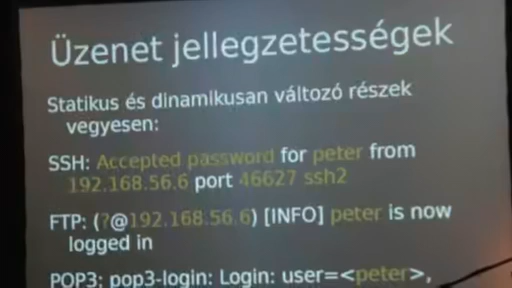 Üzenet jellegzetességek
Statikus és dinamikusan változó részek
vegyesen:
SSH: Accepted password for peter from
192.168.56.6 port 46627 ssh2
FTP: (?@192.168.56.6) [INFO] peter is now
logged in
POP3: pop3-login: Login: user=<peter>,